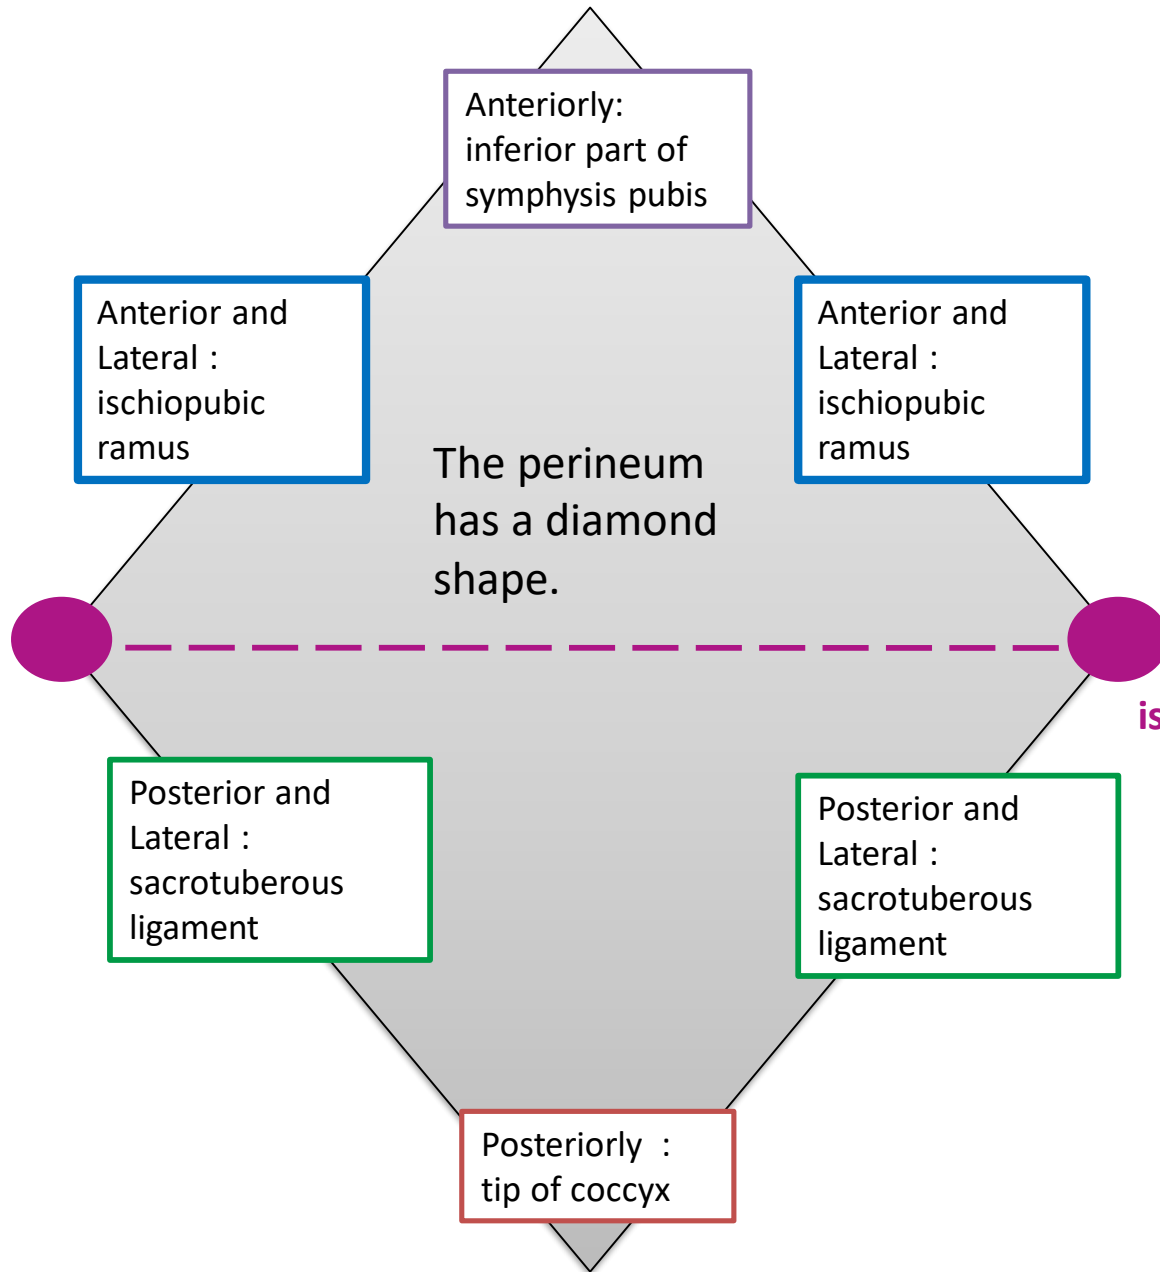 Anteriorly:
inferior part of
symphysis pubis
Anterior and
Lateral :
ischiopubic
ramus
Anterior and
Lateral :
ischiopubic
ramus
The perineum
has a diamond
shape.
is
Posterior and
Lateral :
sacrotuberous
ligament
Posterior and
Lateral :
sacrotuberous
ligament
Posteriorly :
tip of coccyx